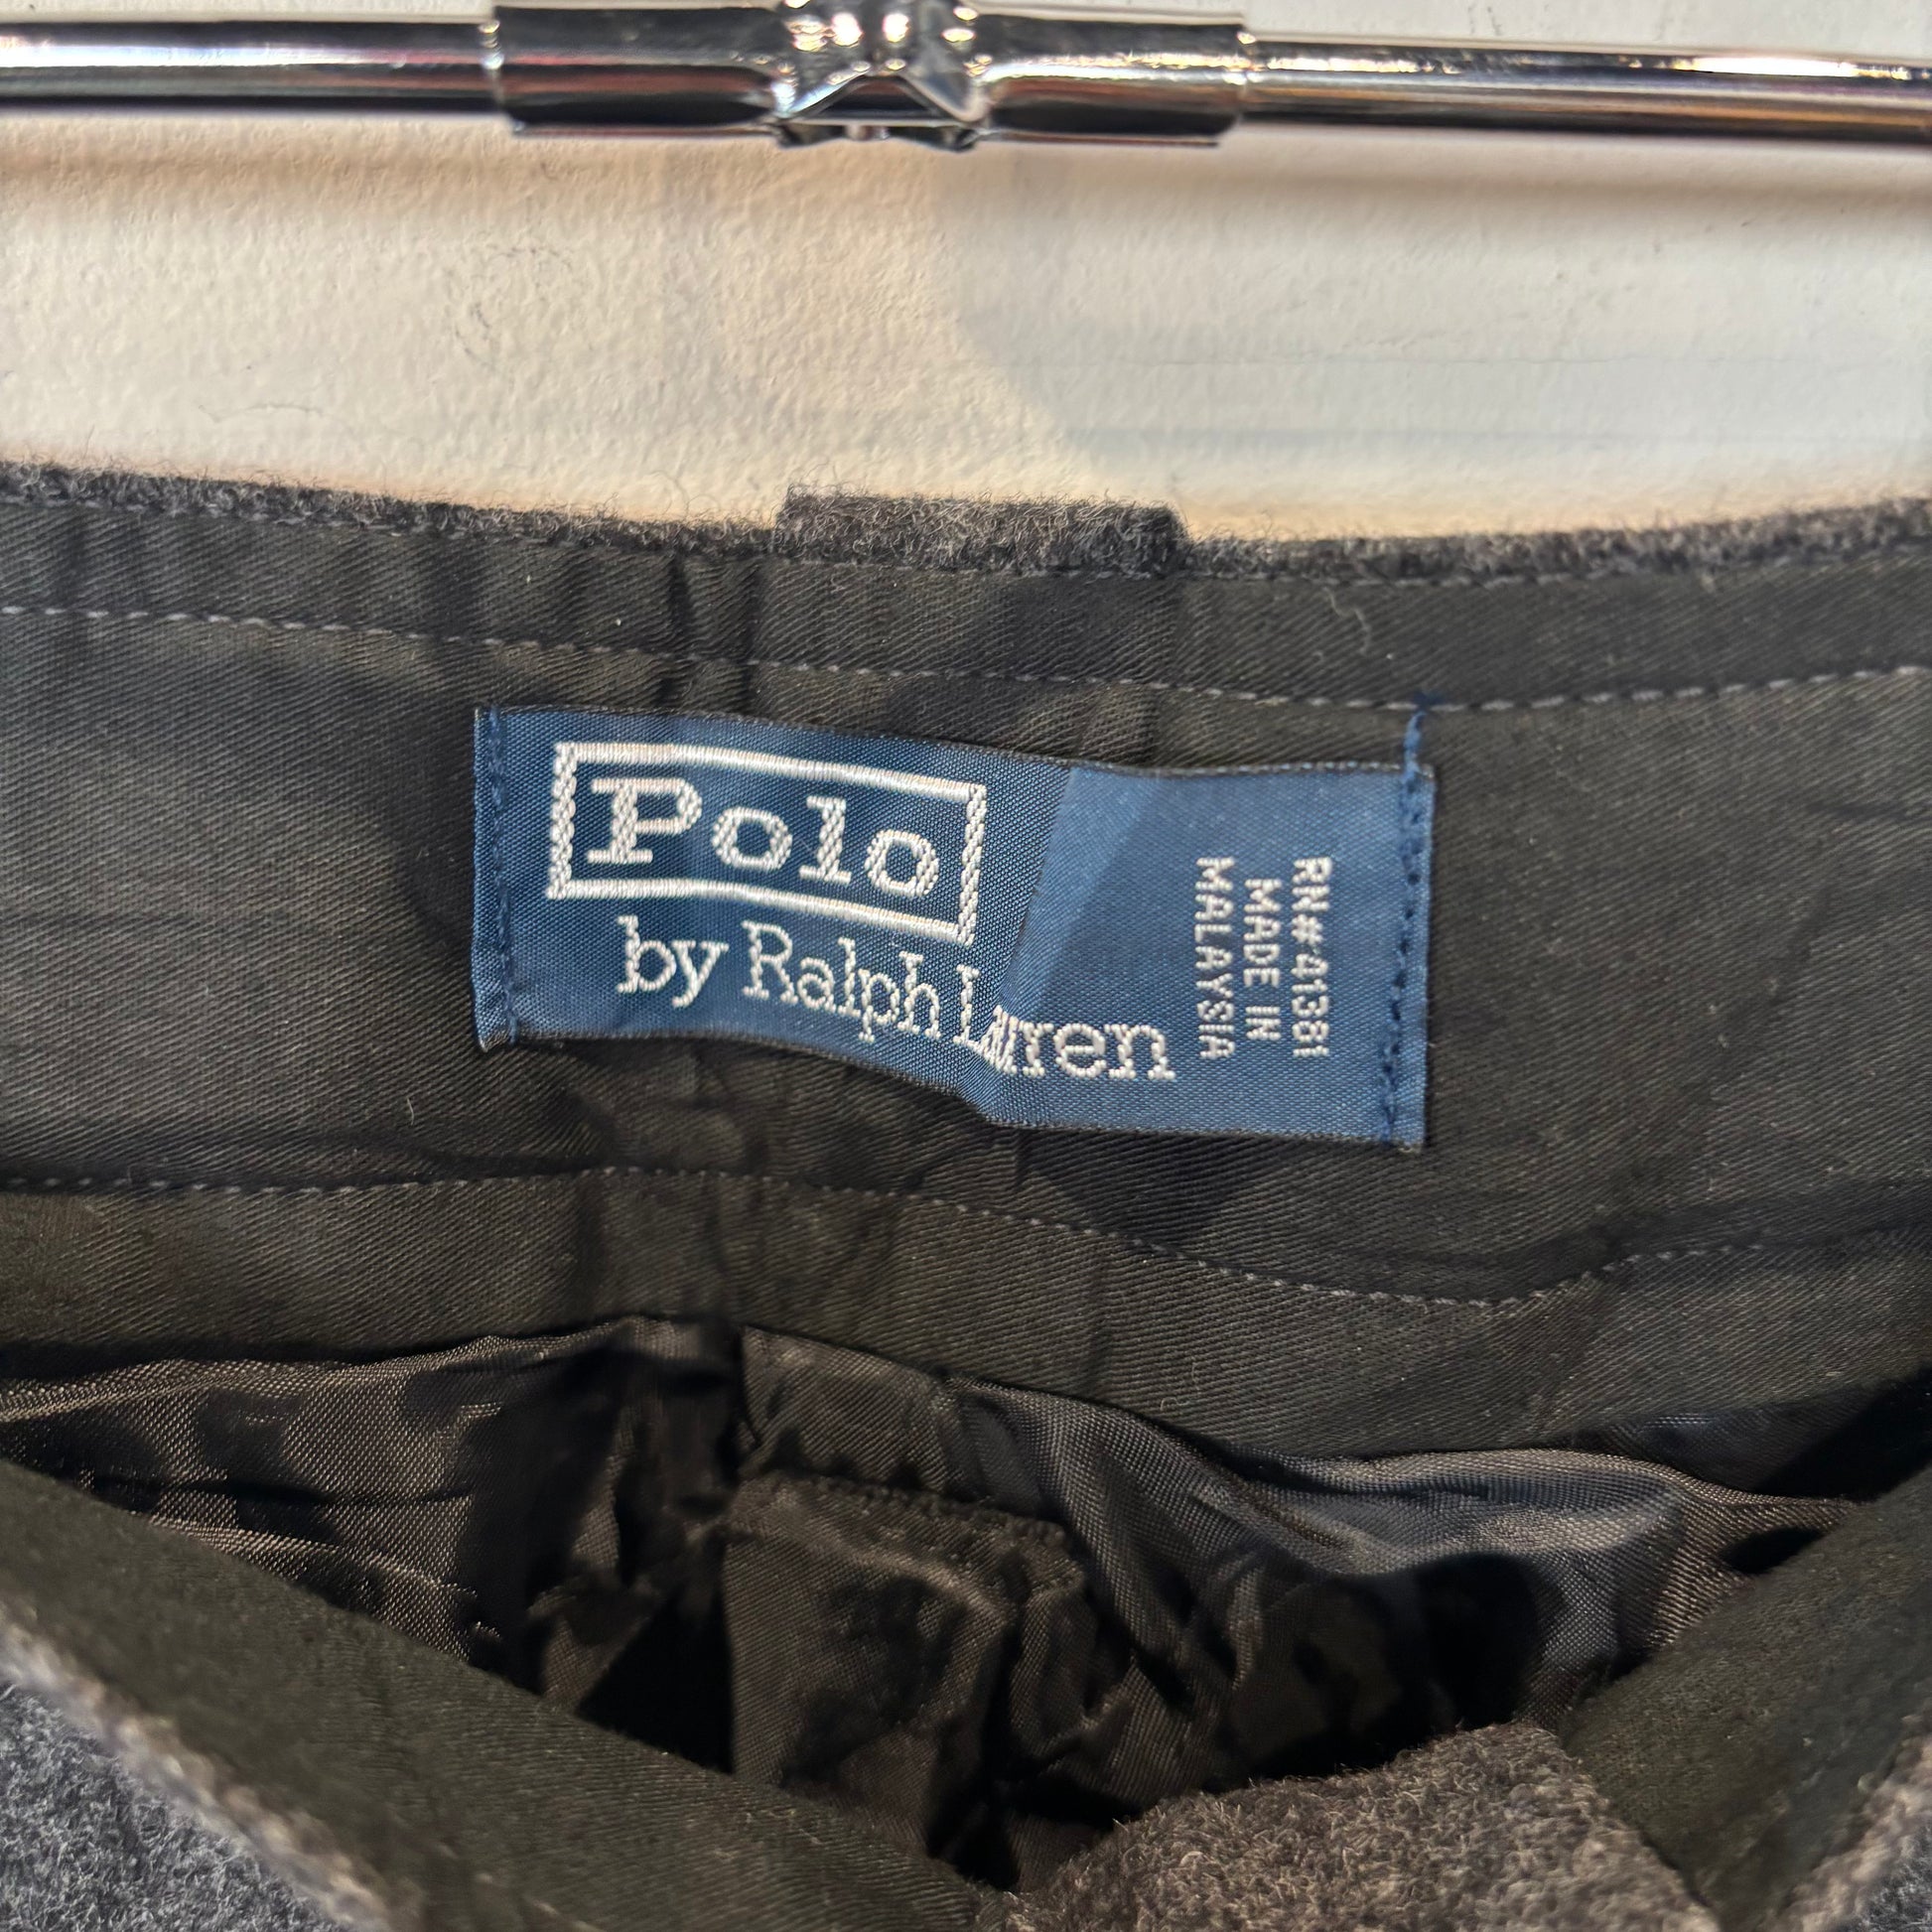 Polo
by Ralph Lauren
RN#41381
MADE IN
MALAYSIA